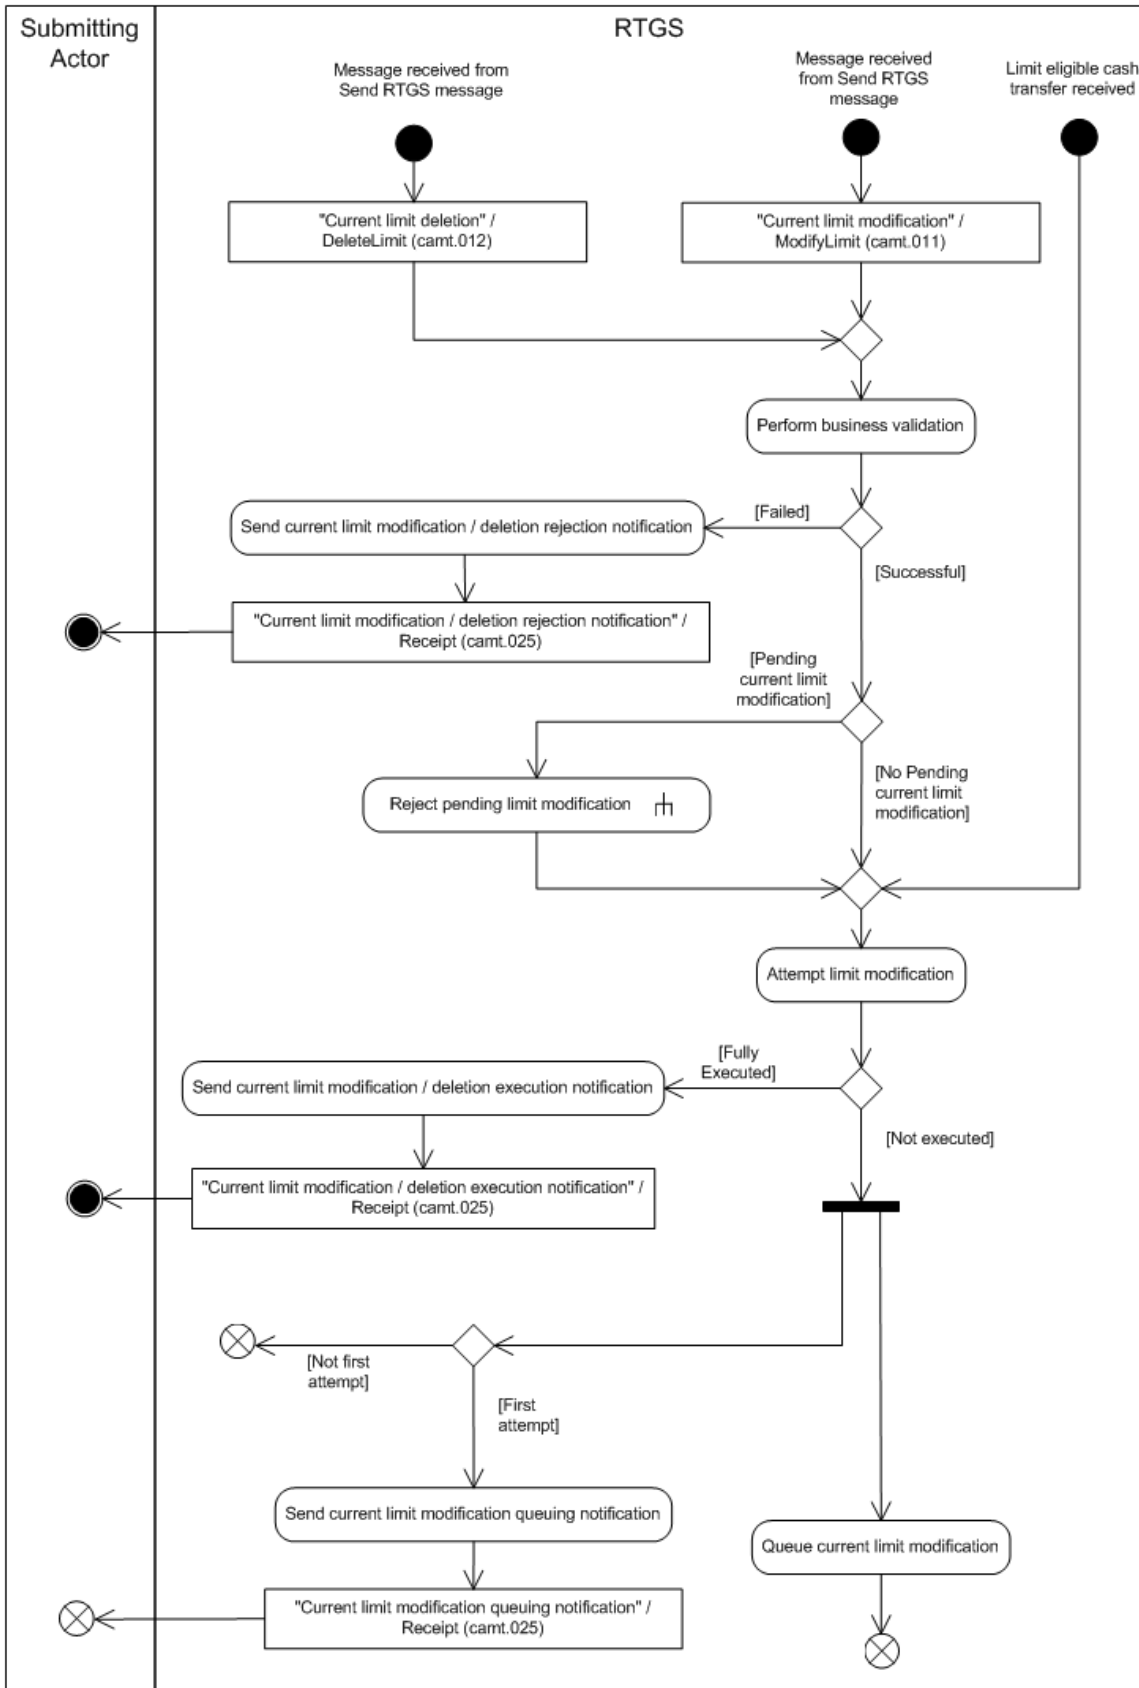 Submitting
Actor
RTGS
Message received from
Send RTGS message
Message received
from Send RTGS
message
Limit eligible cash
transfer received
"Current limit deletion" /
DeleteLimit (camt.012)
"Current limit modification" /
ModifyLimit (camt.011)
Perform business validation
Send current limit modification / deletion rejection notification
[Failed]
[Successful]
"Current limit modification / deletion rejection notification" /
Receipt (camt.025)
[Pending
current limit
modification]
Reject pending limit modification
[No Pending
current limit
modification]
Attempt limit modification
[Fully
Executed]
Send current limit modification / deletion execution notification
[Not executed]
"Current limit modification / deletion execution notification" /
Receipt (camt.025)
[Not first
attempt]
[First
attempt]
Send current limit modification queuing notification
Queue current limit modification
"Current limit modification queuing notification" /
Receipt (camt.025)